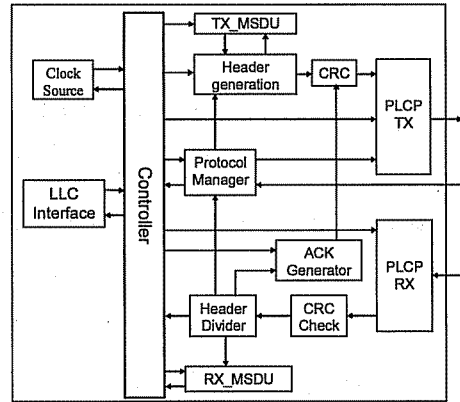 TX_MSDU
Header
generation
CRC
PLCP
TX
Clock
Source
Controller
Protocol
Manager
LLC
Interface
ACK
Generator
PLCP
RX
Header
Divider
CRC
Check
RX_MSDU